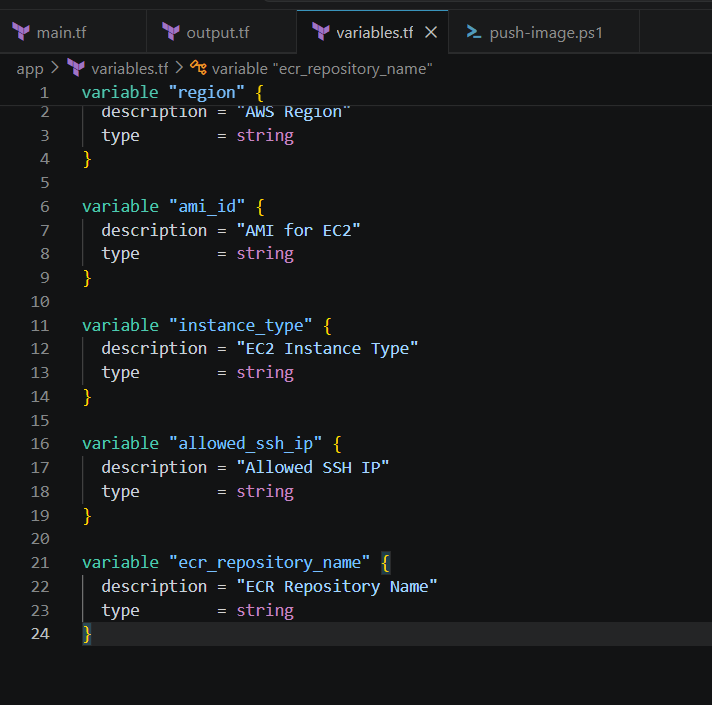 main.tf output.tf variables.tf push-image.ps1
app > variables.tf > variable "ecr_repository_name"
1 variable "region" {
2 description = "AWS Region"
3 type = string
4 }
5
6 variable "ami_id" {
7 description = "AMI for EC2"
8 type = string
9 }
10
11 variable "instance_type" {
12 description = "EC2 Instance Type"
13 type = string
14 }
15
16 variable "allowed_ssh_ip" {
17 description = "Allowed SSH IP"
18 type = string
19 }
20
21 variable "ecr_repository_name" {
22 description = "ECR Repository Name"
23 type = string
24 }